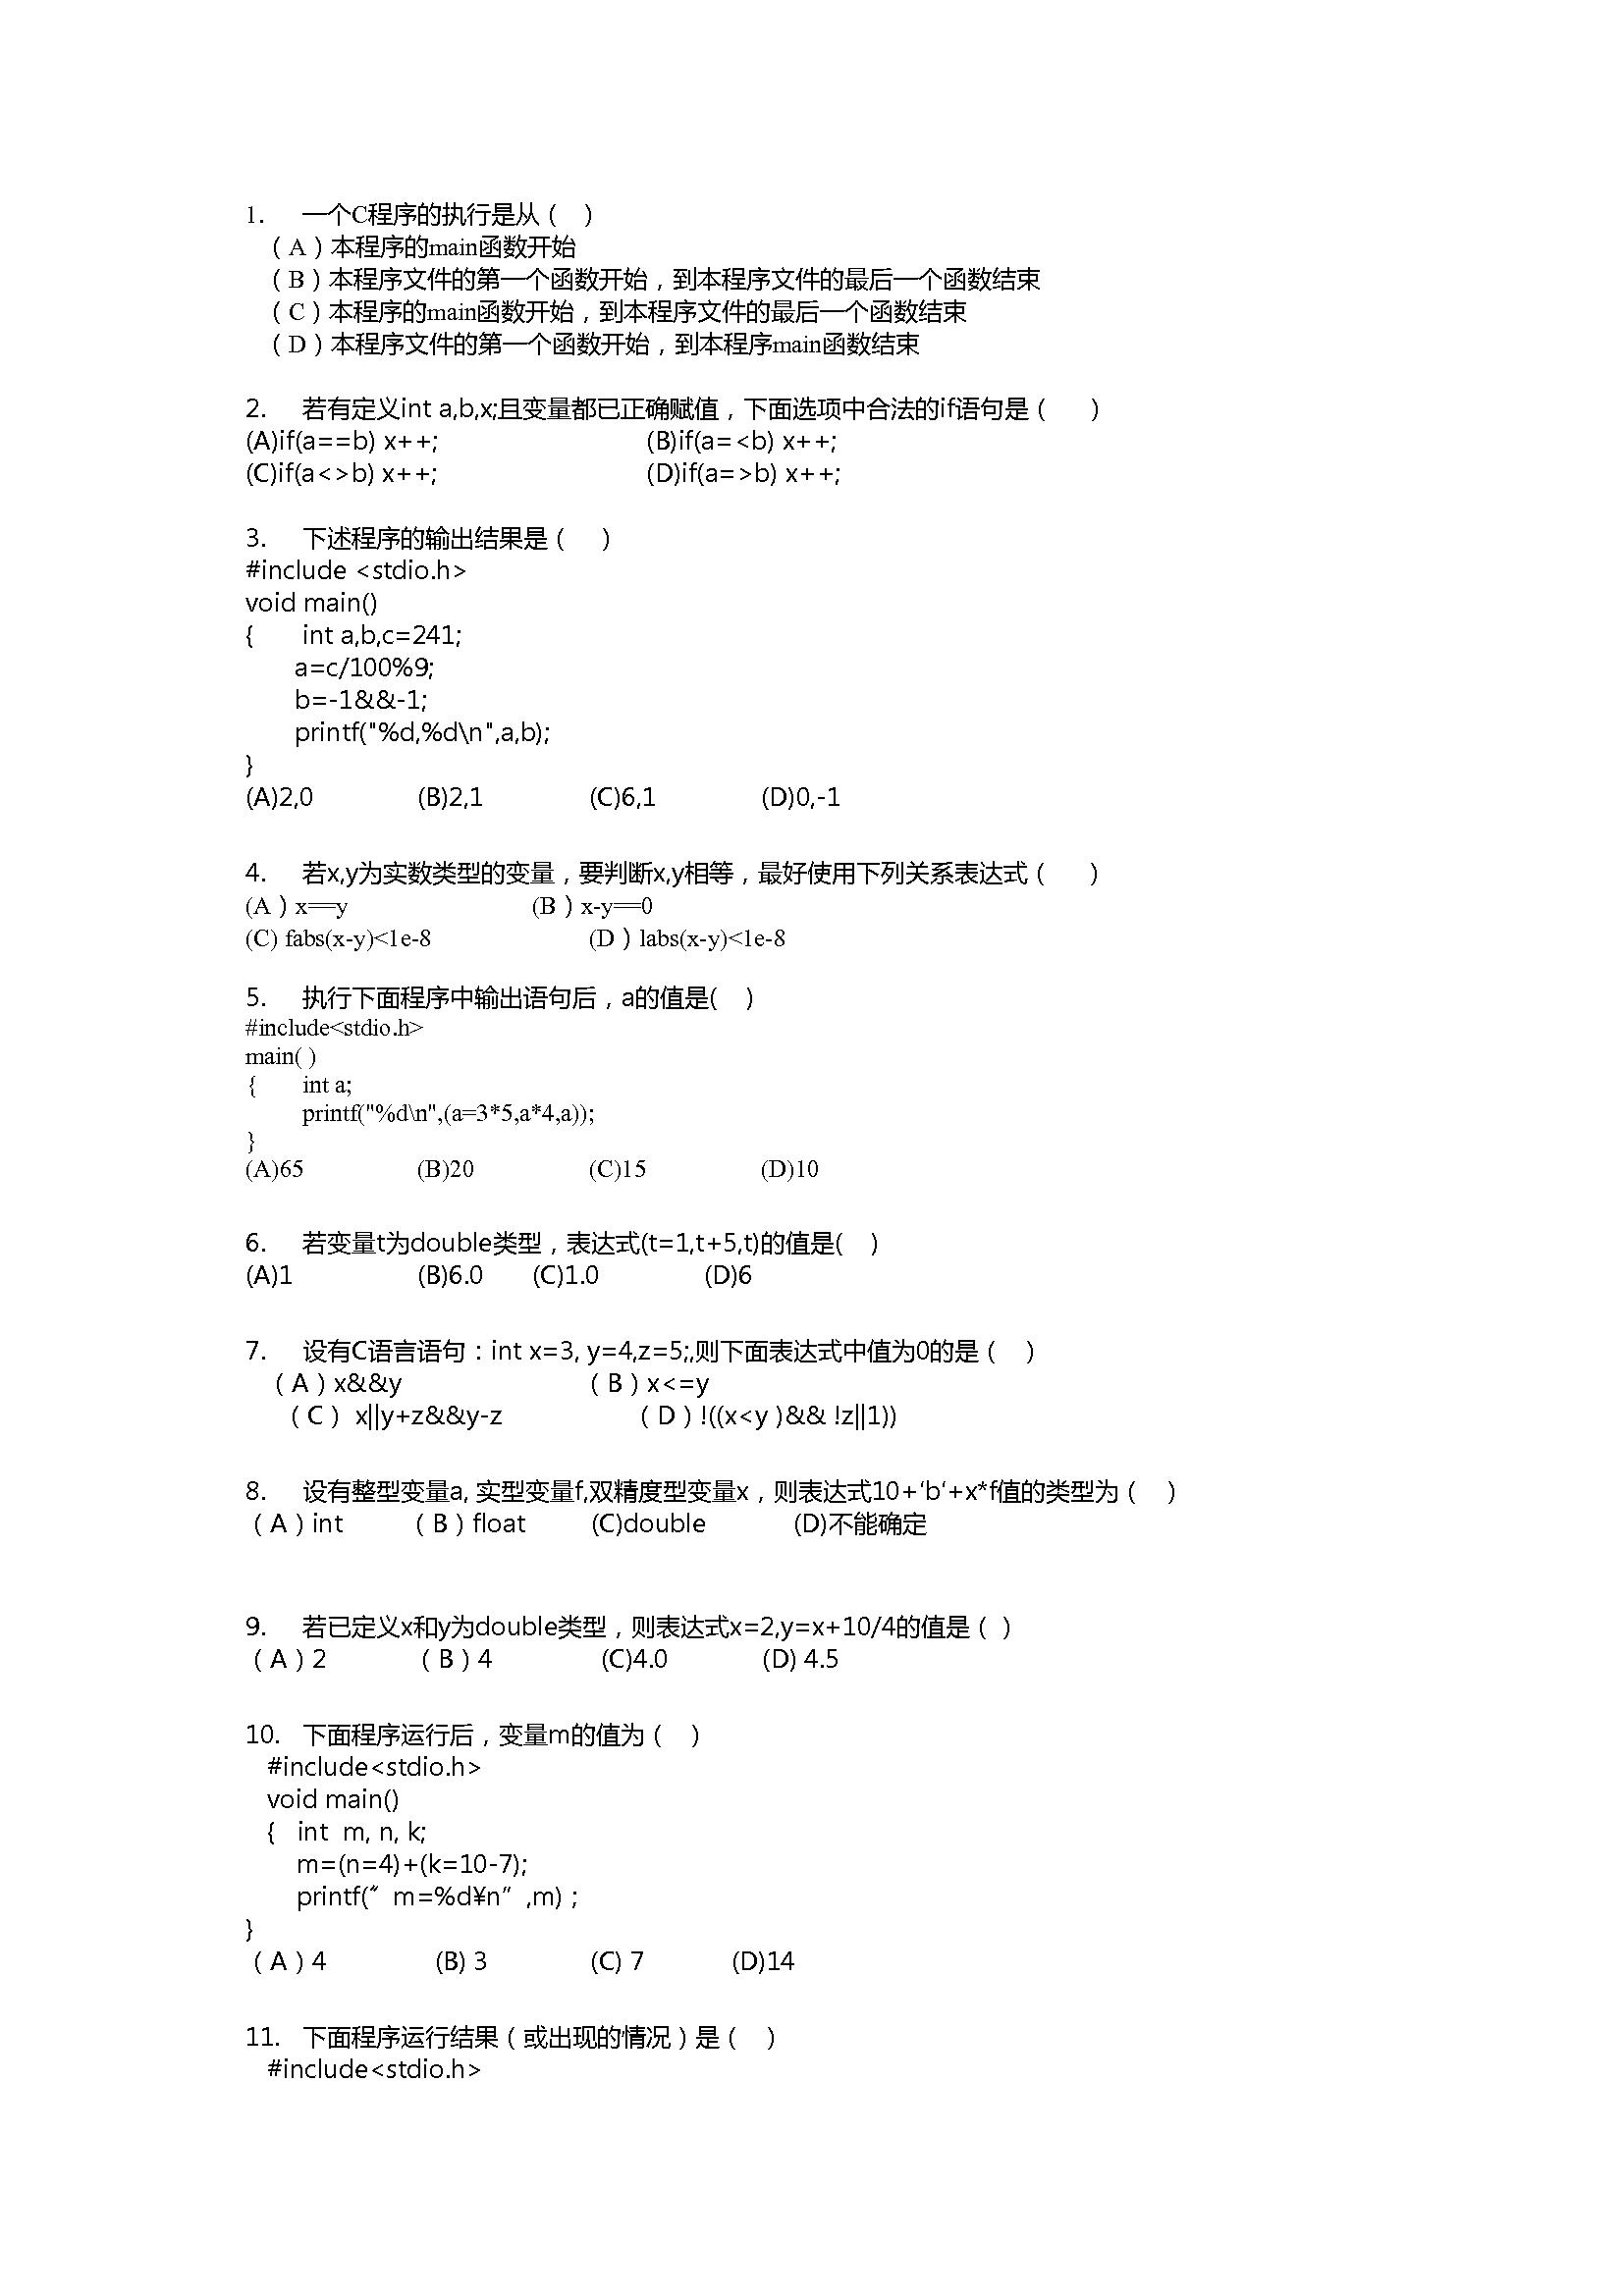 1. 一个C程序的执行是从（ ）
（A）本程序的main函数开始
（B）本程序文件的第一个函数开始，到本程序文件的最后一个函数结束
（C）本程序的main函数开始，到本程序文件的最后一个函数结束
（D）本程序文件的第一个函数开始，到本程序main函数结束
2. 若有定义int a,b,x;且变量都已正确赋值，下面选项中合法的if语句是（ ）
(A)if(a==b) x++; (B)if(a=<b) x++;
(C)if(a<>b) x++; (D)if(a=>b) x++;
3. 下述程序的输出结果是（ ）
#include <stdio.h>
void main()
{ int a,b,c=241;
a=c/100%9;
b=-1&&-1;
printf("%d,%d\n",a,b);
}
(A)2,0 (B)2,1 (C)6,1 (D)0,-1
4. 若x,y为实数类型的变量，要判断x,y相等，最好使用下列关系表达式（ ）
(A）x==y (B）x-y==0
(C) fabs(x-y)<1e-8 (D）labs(x-y)<1e-8
5. 执行下面程序中输出语句后，a的值是( )
#include<stdio.h>
main( )
{ int a;
printf("%d\n",(a=3*5,a*4,a));
}
(A)65 (B)20 (C)15 (D)10
6. 若变量t为double类型，表达式(t=1,t+5,t)的值是( )
(A)1 (B)6.0 (C)1.0 (D)6
7. 设有C语言语句：int x=3, y=4,z=5;,则下面表达式中值为0的是（ ）
（A）x&&y （B）x<=y
（C） x||y+z&&y-z （D）!((x<y )&& !z||1))
8. 设有整型变量a, 实型变量f,双精度型变量x，则表达式10+‘b‘+x*f值的类型为（ ）
（A）int （B）float (C)double (D)不能确定
9. 若已定义x和y为double类型，则表达式x=2,y=x+10/4的值是（ ）
（A）2 （B）4 (C)4.0 (D) 4.5
10. 下面程序运行后，变量m的值为（ ）
#include<stdio.h>
void main()
{ int m, n, k;
m=(n=4)+(k=10-7);
printf(〞m=%d¥n”,m)；
}
（A）4 (B) 3 (C) 7 (D)14
11. 下面程序运行结果（或出现的情况）是（ ）
#include<stdio.h>